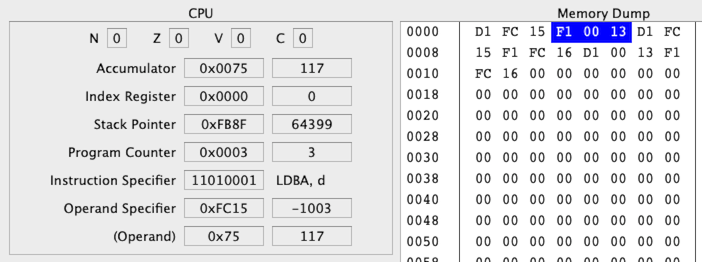 CPU
N 0 Z 0 V 0 C 0
Accumulator 0x0075 117
Index Register 0x0000 0
Stack Pointer 0xFB8F 64399
Program Counter 0x0003 3
Instruction Specifier 11010001 LDBA, d
Operand Specifier 0xFC15 -1003
(Operand) 0x75 117
Memory Dump
0000 D1 FC 15 F1 00 13 D1 FC
0008 15 F1 FC 16 D1 00 13 F1
0010 FC 16 00 00 00 00 00 00
0018 00 00 00 00 00 00 00 00
0020 00 00 00 00 00 00 00 00
0028 00 00 00 00 00 00 00 00
0030 00 00 00 00 00 00 00 00
0038 00 00 00 00 00 00 00 00
0040 00 00 00 00 00 00 00 00
0048 00 00 00 00 00 00 00 00
0050 00 00 00 00 00 00 00 00